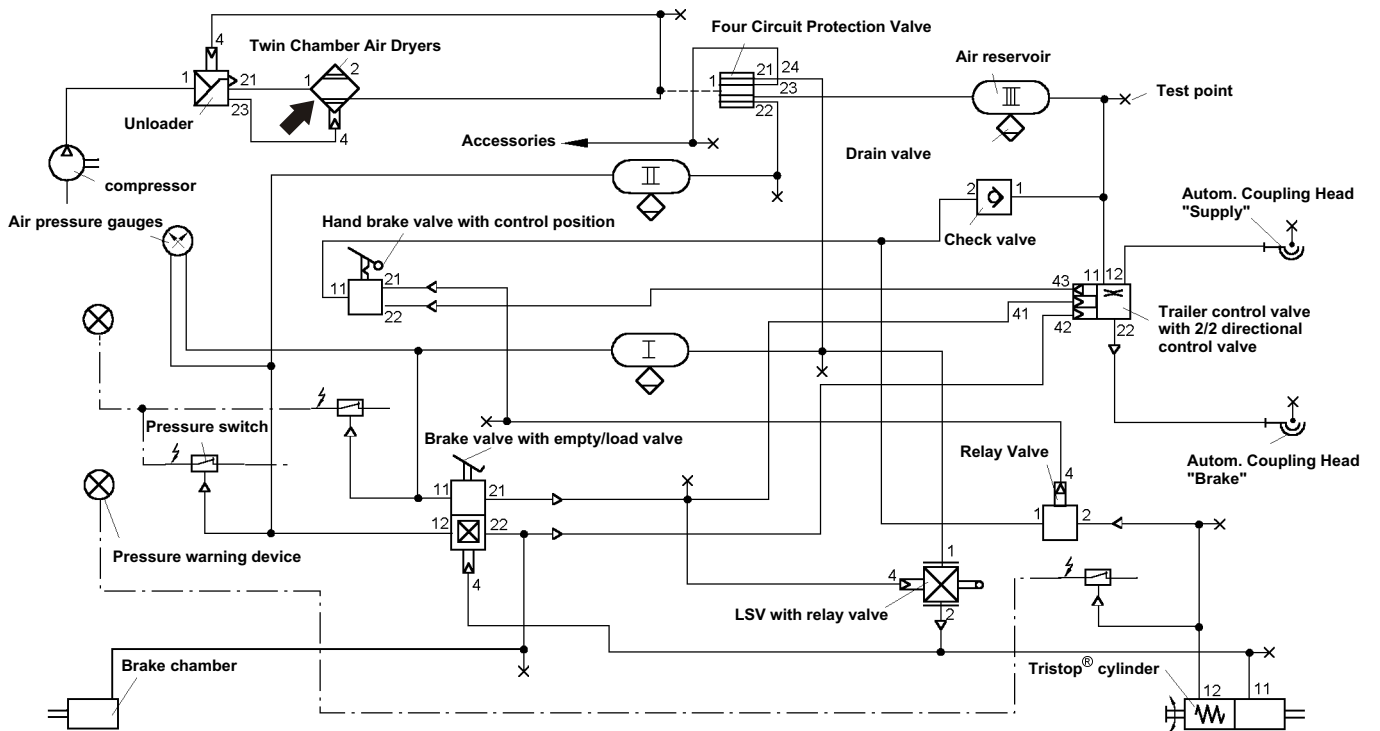 4
Twin Chamber Air Dryers
Four Circuit Protection Valve
Air reservoir
1
21
1
2
21
24
1
23
22
III
Test point
23
Unloader
4
Accessories
Drain valve
compressor
II
2
1
Autom. Coupling Head
"Supply"
Air pressure gauges
Hand brake valve with control position
Check valve
21
11
22
43
11
12
41
42
22
Trailer control valve
with 2/2 directional
control valve
I
Pressure switch
Brake valve with empty/load valve
Relay Valve
Autom. Coupling Head
"Brake"
11
21
4
12
22
1
2
Pressure warning device
4
1
4
LSV with relay valve
2
Brake chamber
Tristop® cylinder
12
11